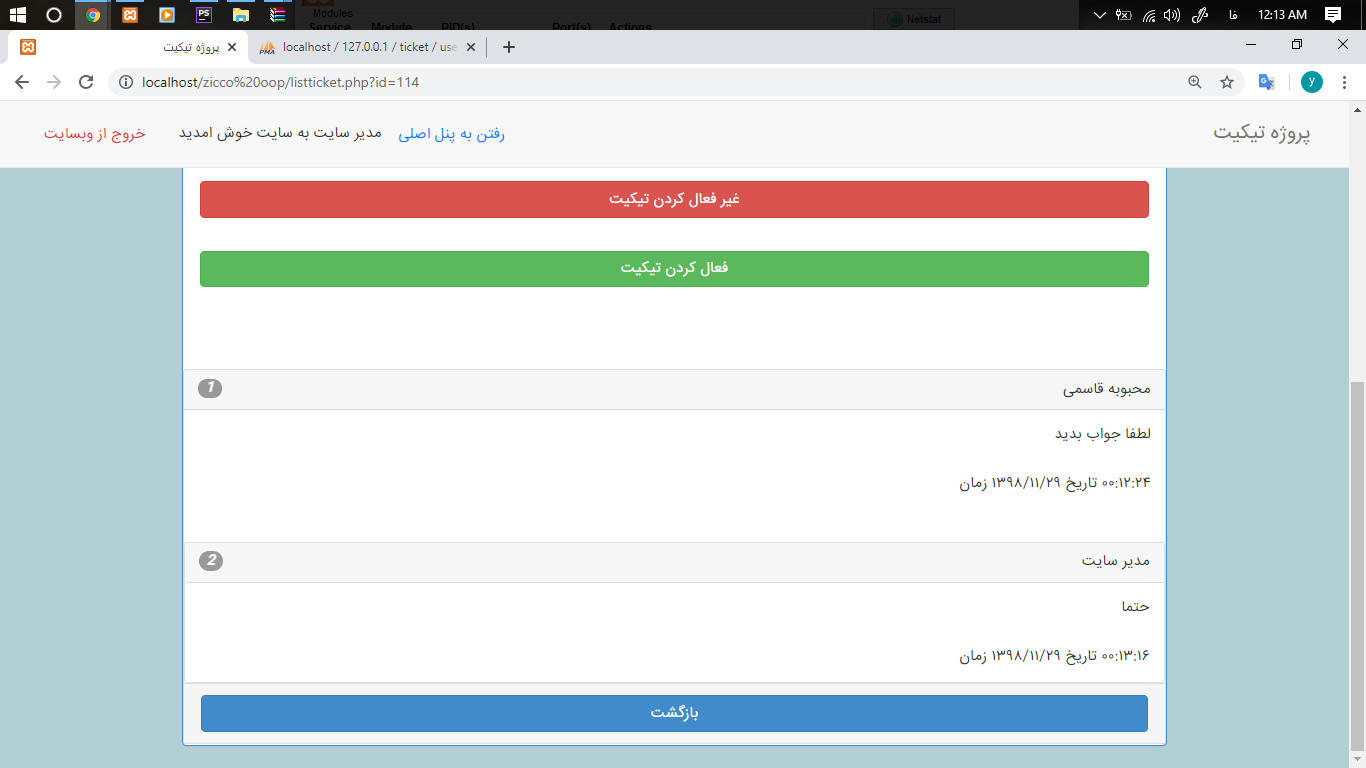 Modules
Service Module PID(s) Port(s) Actions
Netstat
فا 12:13 AM
پروژه تیکیت
localhost / 127.0.0.1 / ticket / use
localhost/zicco%20oop/listticket.php?id=114
پروژه تیکیت
رفتن به پنل اصلی
مدیر سایت به سایت خوش امدید
خروج از وبسایت
غیر فعال کردن تیکیت
فعال کردن تیکیت
محبوبه قاسمی
1
لطفا جواب بدید
۰۰:۱۲:۲۴ تاریخ ۱۳۹۸/۱۱/۲۹ زمان
مدیر سایت
2
حتما
۰۰:۱۳:۱۶ تاریخ ۱۳۹۸/۱۱/۲۹ زمان
بازگشت